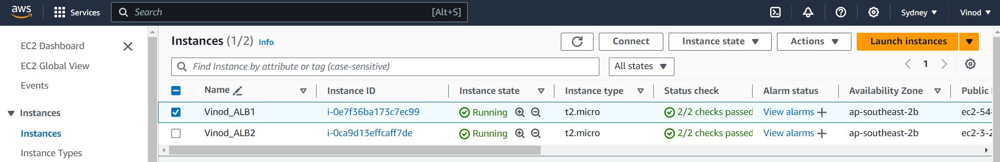 aws Services Search [Alt+S] Sydney Vinod
EC2 Dashboard
EC2 Global View
Events
Instances
Instances
Instance Types
Instances (1/2) Info Connect Instance state Actions Launch instances
Find Instance by attribute or tag (case-sensitive) All states 1
Name Instance ID Instance state Instance type Status check Alarm status Availability Zone Public
Vinod_ALB1 i-0e7f36ba173c7ec99 Running t2.micro 2/2 checks passed View alarms ap-southeast-2b ec2-54-
Vinod_ALB2 i-0ca9d13effcaff7de Running t2.micro 2/2 checks passed View alarms ap-southeast-2b ec2-3-2